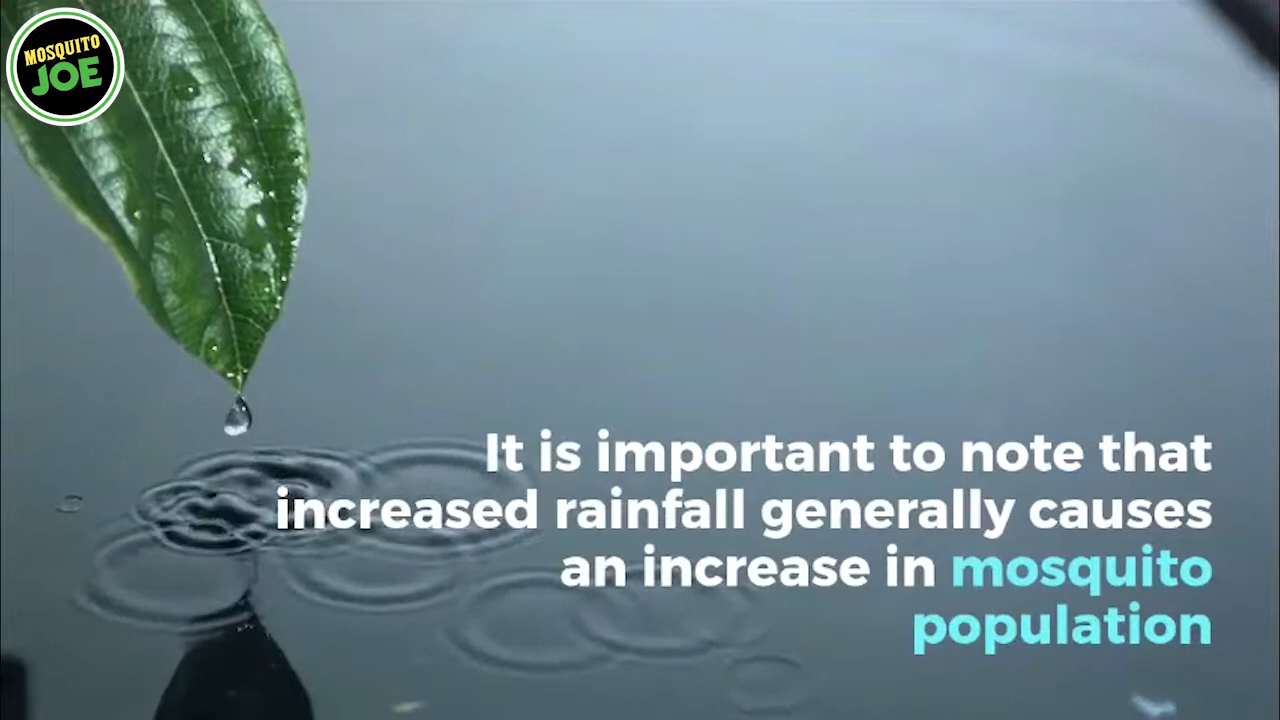 MOSQUITO
JOE
It is important to note that
increased rainfall generally causes
an increase in mosquito
population